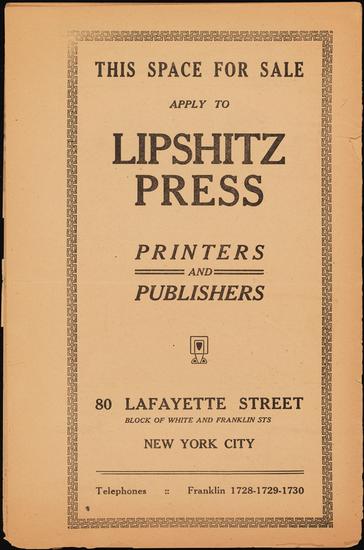 THIS SPACE FOR SALE
APPLY TO
LIPSHITZ
PRESS
PRINTERS
AND
PUBLISHERS
80 LAFAYETTE STREET
BLOCK OF WHITE AND FRANKLIN STS
NEW YORK CITY
Telephones :: Franklin 1728-1729-1730